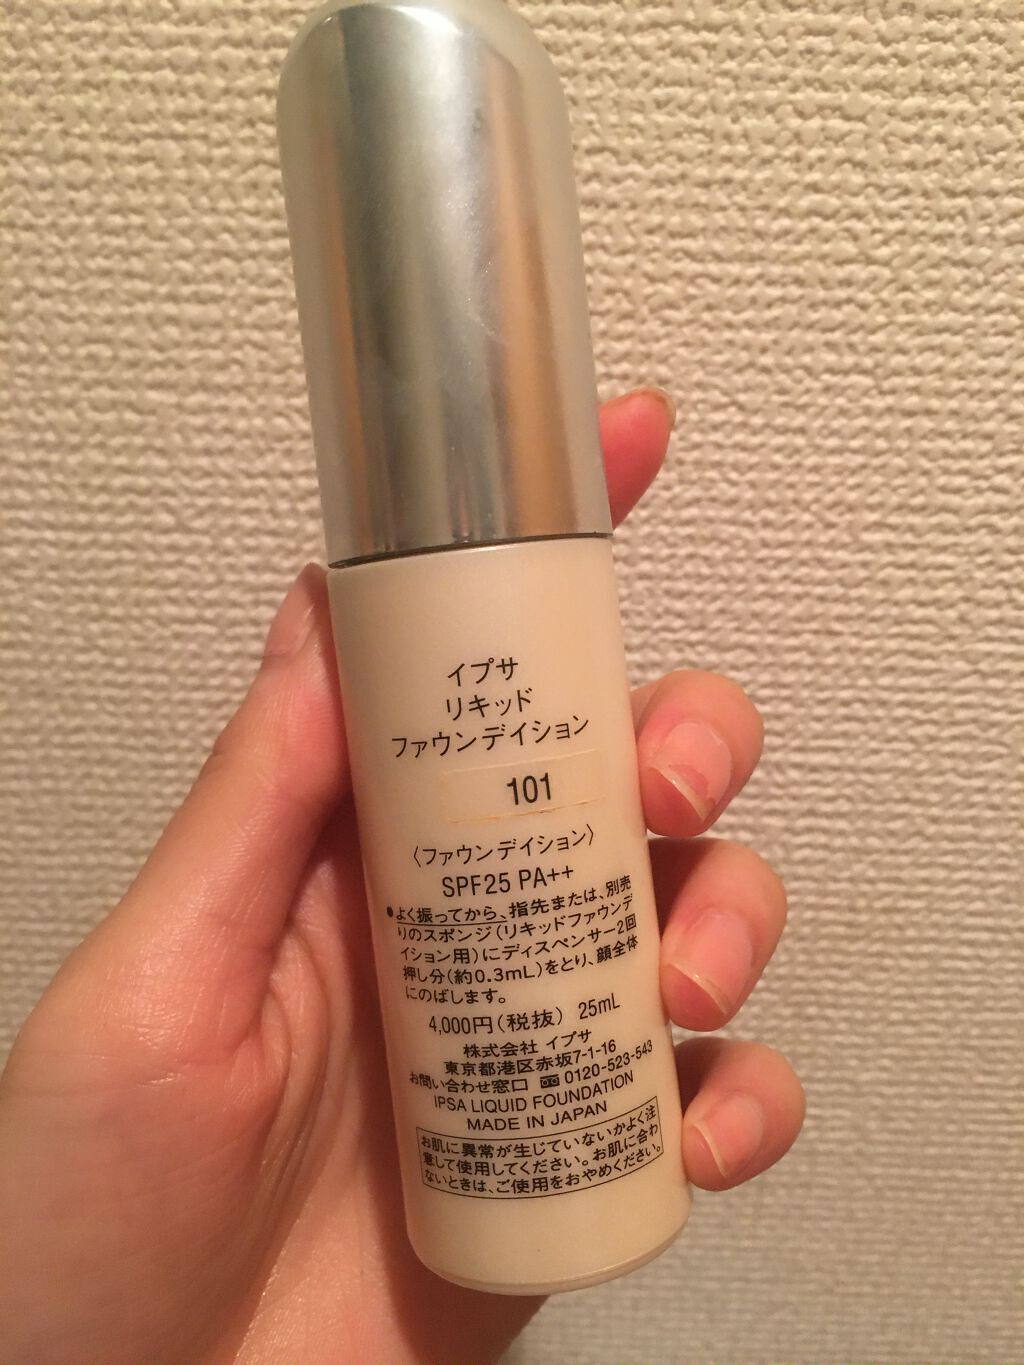 イプサ
リキッド
ファウンデイション
101
〈ファウンデイション〉
SPF25 PA++
●よく振ってから、指先または、別売
りのスポンジ（リキッドファウンデ
イション用）にディスペンサー2回
押し分（約0.3mL）をとり、顔全体
にのばします。
4,000円（税抜） 25mL
株式会社 イプサ
東京都港区赤坂7-1-16
お問い合わせ窓口 0120-523-543
IPSA LIQUID FOUNDATION
MADE IN JAPAN
お肌に異常が生じていないかよく注
意して使用してください。お肌に合わ
ないときは、ご使用をおやめください。